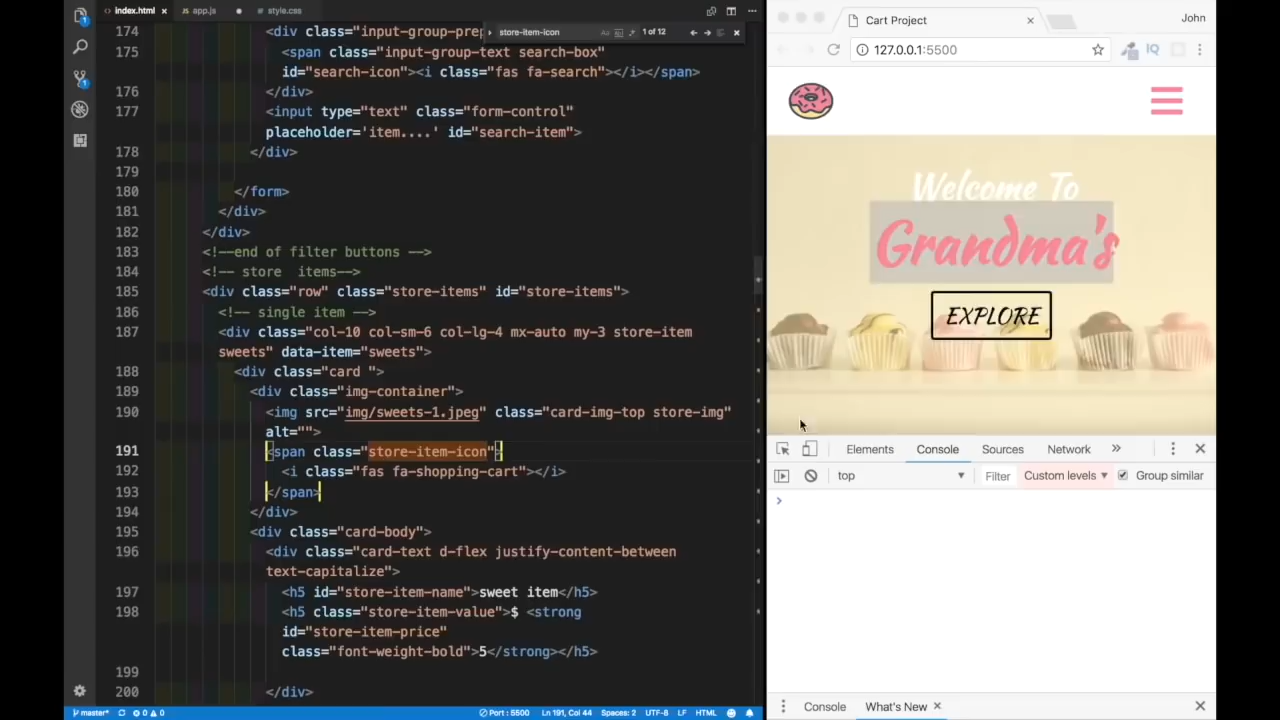 index.html ×
app.js
style.css
store-item-icon
Aa
1 of 12
174 <div class="input-group-prep
175 <span class="input-group-text search-box"
id="search-icon"><i class="fas fa-search"></i></span>
176 </div>
177 <input type="text" class="form-control"
placeholder='item....' id="search-item">
178 </div>
179
180 </form>
181 </div>
182 </div>
183 <!--end of filter buttons -->
184 <!-- store  items-->
185 <div class="row" class="store-items" id="store-items">
186 <!-- single item -->
187 <div class="col-10 col-sm-6 col-lg-4 mx-auto my-3 store-item
sweets" data-item="sweets">
188 <div class="card ">
189 <div class="img-container">
190 <img src="img/sweets-1.jpeg" class="card-img-top store-img"
alt="">
191 <span class="store-item-icon">
192 <i class="fas fa-shopping-cart"></i>
193 </span>
194 </div>
195 <div class="card-body">
196 <div class="card-text d-flex justify-content-between
text-capitalize">
197 <h5 id="store-item-name">sweet item</h5>
198 <h5 class="store-item-value">$ <strong
id="store-item-price"
class="font-weight-bold">5</strong></h5>
199
200 </div>
master*
0
0
Port : 5500
Ln 191, Col 44
Spaces: 2
UTF-8
LF
HTML
Cart Project
John
127.0.0.1:5500
IQ
Welcome To
Grandma's
EXPLORE
Elements
Console
Sources
Network
»
top
Filter
Custom levels
Group similar
Console
What's New ×